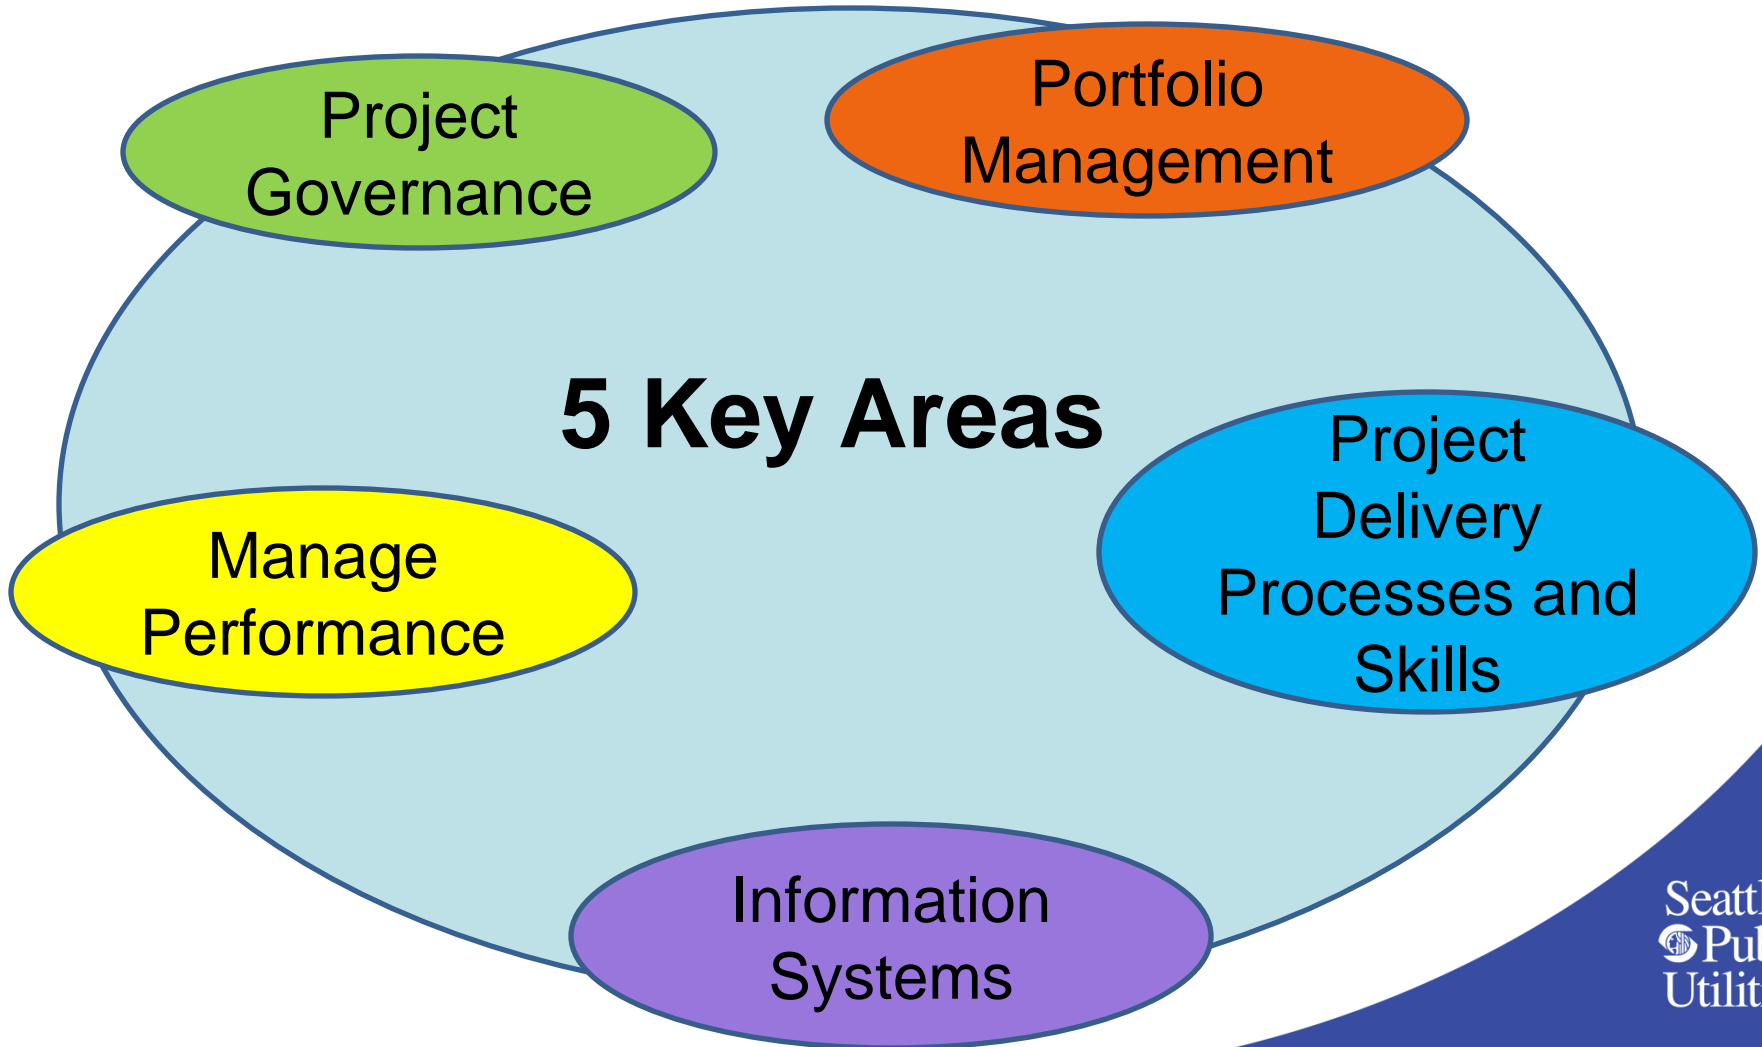 Project
Governance
Portfolio
Management
5 Key Areas
Project
Delivery
Processes and
Skills
Manage
Performance
Information
Systems